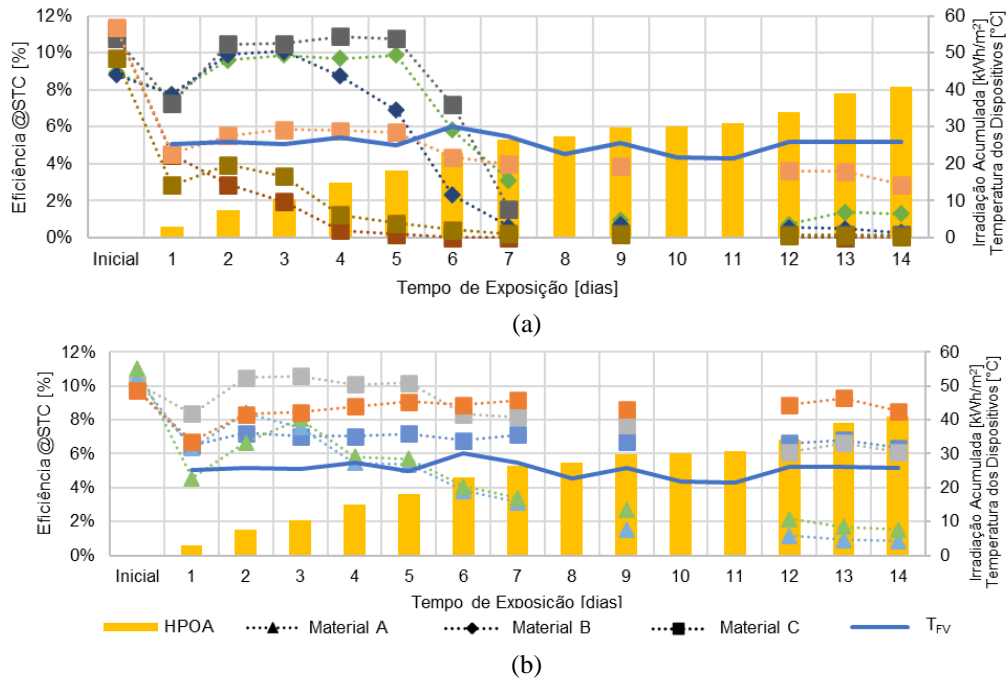 12%
10%
8%
6%
4%
2%
0%
Eficiência @STC [%]
60
50
40
30
20
10
0
Irradiação Acumulada [kWh/m²]
Temperatura dos Dispositivos [°C]
Inicial 1 2 3 4 5 6 7 8 9 10 11 12 13 14
Tempo de Exposição [dias]
(a)
12%
10%
8%
6%
4%
2%
0%
Eficiência @STC [%]
60
50
40
30
20
10
0
Irradiação Acumulada [kWh/m²]
Temperatura dos Dispositivos [°C]
Inicial 1 2 3 4 5 6 7 8 9 10 11 12 13 14
Tempo de Exposição [dias]
HPOA Material A Material B Material C T_FV
(b)